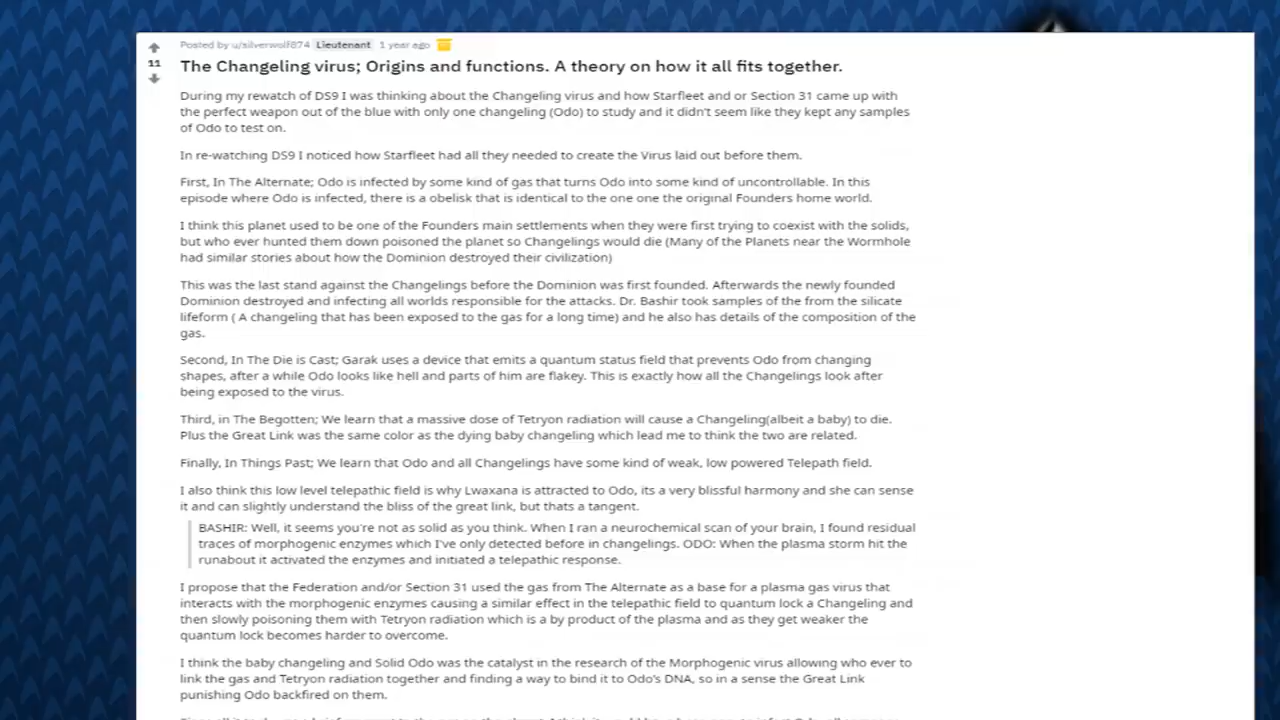 Posted by u/silverwolf874 Lieutenant 1 year ago
11
The Changeling virus; Origins and functions. A theory on how it all fits together.
During my rewatch of DS9 I was thinking about the Changeling virus and how Starfleet and or Section 31 came up with
the perfect weapon out of the blue with only one changeling (Odo) to study and it didn't seem like they kept any samples
of Odo to test on.
In re-watching DS9 I noticed how Starfleet had all they needed to create the Virus laid out before them.
First, In The Alternate; Odo is infected by some kind of gas that turns Odo into some kind of uncontrollable. In this
episode where Odo is infected, there is a obelisk that is identical to the one one the original Founders home world.
I think this planet used to be one of the Founders main settlements when they were first trying to coexist with the solids,
but who ever hunted them down poisoned the planet so Changelings would die (Many of the Planets near the Wormhole
had similar stories about how the Dominion destroyed their civilization)
This was the last stand against the Changelings before the Dominion was first founded. Afterwards the newly founded
Dominion destroyed and infecting all worlds responsible for the attacks. Dr. Bashir took samples of the from the silicate
lifeform ( A changeling that has been exposed to the gas for a long time) and he also has details of the composition of the
gas.
Second, In The Die is Cast; Garak uses a device that emits a quantum status field that prevents Odo from changing
shapes, after a while Odo looks like hell and parts of him are flakey. This is exactly how all the Changelings look after
being exposed to the virus.
Third, in The Begotten; We learn that a massive dose of Tetryon radiation will cause a Changeling(albeit a baby) to die.
Plus the Great Link was the same color as the dying baby changeling which lead me to think the two are related.
Finally, In Things Past; We learn that Odo and all Changelings have some kind of weak, low powered Telepath field.
I also think this low level telepathic field is why Lwaxana is attracted to Odo, its a very blissful harmony and she can sense
it and can slightly understand the bliss of the great link, but thats a tangent.
BASHIR: Well, it seems you're not as solid as you think. When I ran a neurochemical scan of your brain, I found residual
traces of morphogenic enzymes which I've only detected before in changelings. ODO: When the plasma storm hit the
runabout it activated the enzymes and initiated a telepathic response.
I propose that the Federation and/or Section 31 used the gas from The Alternate as a base for a plasma gas virus that
interacts with the morphogenic enzymes causing a similar effect in the telepathic field to quantum lock a Changeling and
then slowly poisoning them with Tetryon radiation which is a by product of the plasma and as they get weaker the
quantum lock becomes harder to overcome.
I think the baby changeling and Solid Odo was the catalyst in the research of the Morphogenic virus allowing who ever to
link the gas and Tetryon radiation together and finding a way to bind it to Odo's DNA, so in a sense the Great Link
punishing Odo backfired on them.